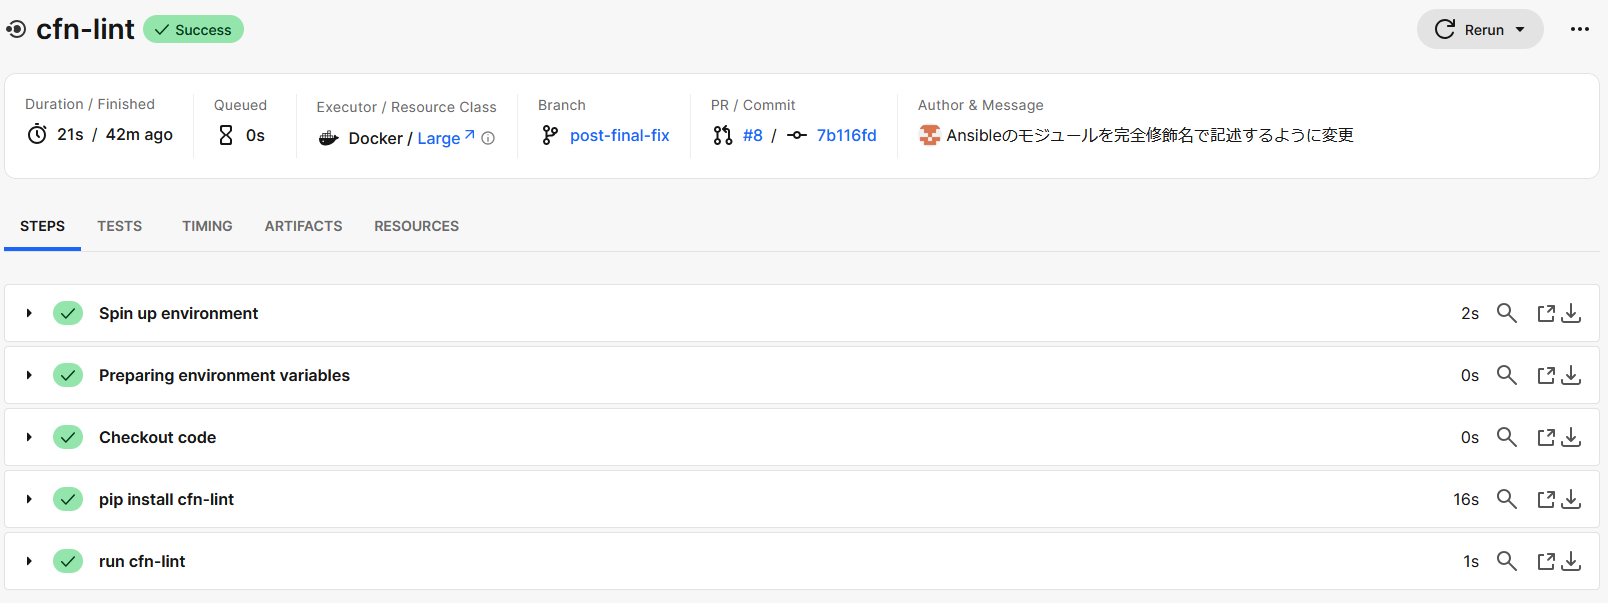 cfn-lint Success Rerun
Duration / Finished Queued Executor / Resource Class Branch PR / Commit Author & Message
21s / 42m ago 0s Docker / Large post-final-fix #8 / 7b116fd Ansibleのモジュールを完全修飾名で記述するように変更
STEPS TESTS TIMING ARTIFACTS RESOURCES
Spin up environment 2s
Preparing environment variables 0s
Checkout code 0s
pip install cfn-lint 16s
run cfn-lint 1s